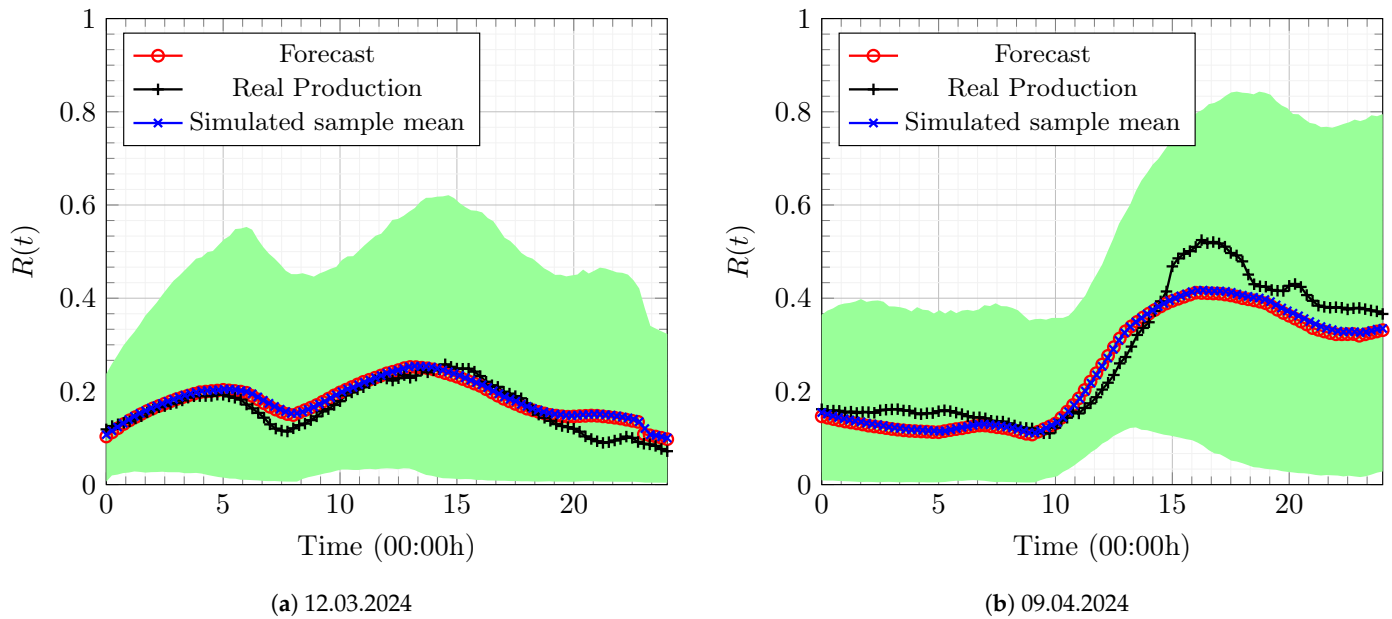 1
0.8
0.6
0.4
0.2
0
R(t)
Forecast
Real Production
Simulated sample mean
0 5 10 15 20
Time (00:00h)
(a) 12.03.2024
1
0.8
0.6
0.4
0.2
0
R(t)
Forecast
Real Production
Simulated sample mean
0 5 10 15 20
Time (00:00h)
(b) 09.04.2024